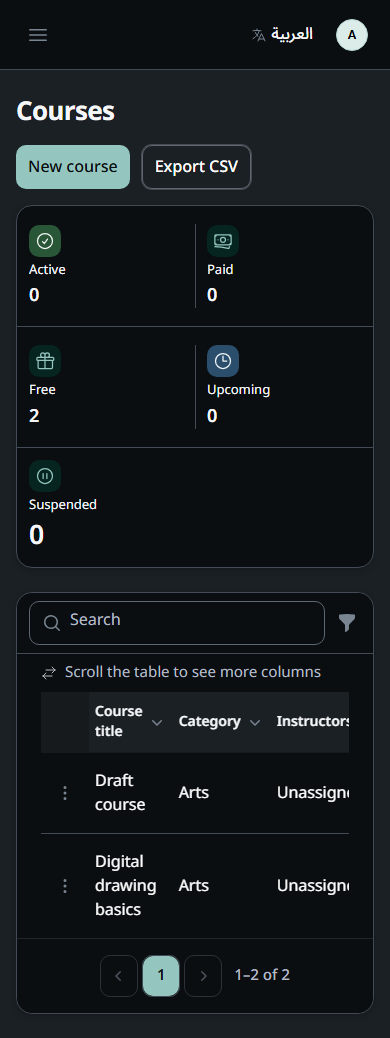 العربية
A
Courses
New course
Export CSV
Active
0
Paid
0
Free
2
Upcoming
0
Suspended
0
Search
Scroll the table to see more columns
Course title
Category
Instructors
Draft course
Arts
Unassigne
Digital drawing basics
Arts
Unassigne
1
1–2 of 2